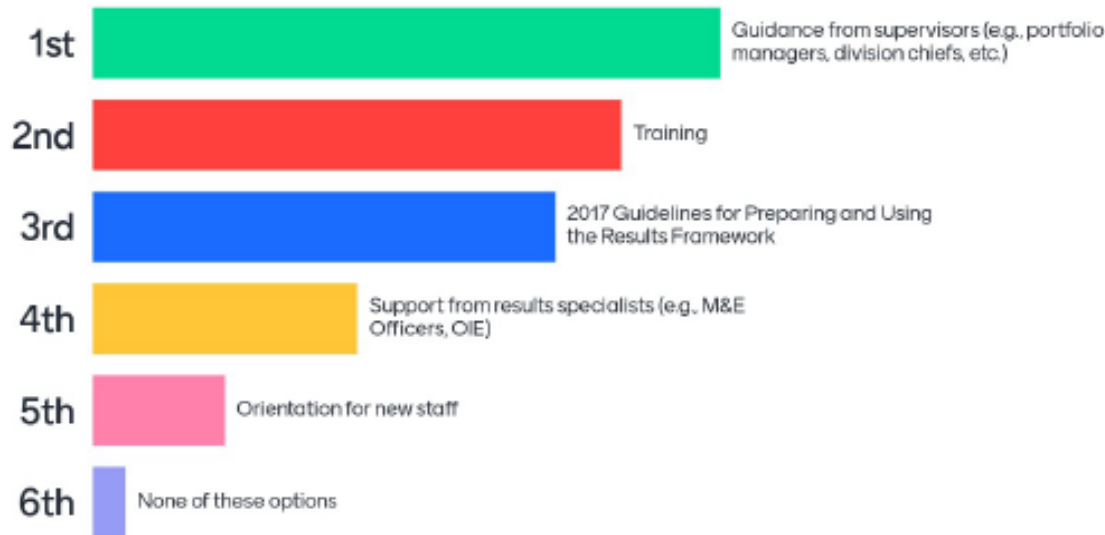 1st
Guidance from supervisors (e.g., portfolio
managers, division chiefs, etc.)
2nd
Training
3rd
2017 Guidelines for Preparing and Using
the Results Framework
4th
Support from results specialists (e.g., M&E
Officers, OIE)
5th
Orientation for new staff
6th
None of these options